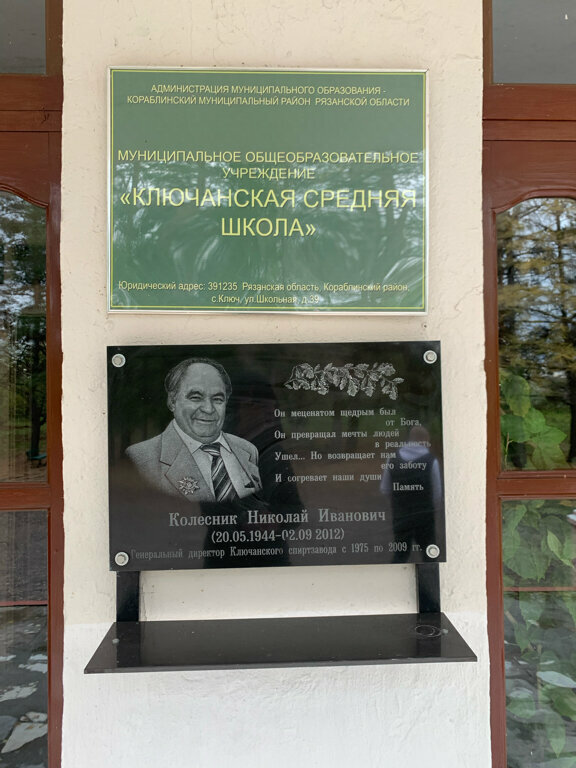 АДМИНИСТРАЦИЯ МУНИЦИПАЛЬНОГО ОБРАЗОВАНИЯ -
КОРАБЛИНСКИЙ МУНИЦИПАЛЬНЫЙ РАЙОН РЯЗАНСКОЙ ОБЛАСТИ
МУНИЦИПАЛЬНОЕ ОБЩЕОБРАЗОВАТЕЛЬНОЕ
УЧРЕЖДЕНИЕ
«КЛЮЧАНСКАЯ СРЕДНЯЯ
ШКОЛА»
Юридический адрес: 391235 Рязанская область, Кораблинский район,
с.Ключ, ул.Школьная, д.39
Он меценатом щедрым был
от Бога,
Он превращал мечты людей
в реальность
Ушел... Но возвращает нам
его заботу
И согревает наши души
Память
Колесник Николай Иванович
(20.05.1944-02.09 2012)
Генеральный директор Ключанского спиртзавода с 1975 по 2009 гг.